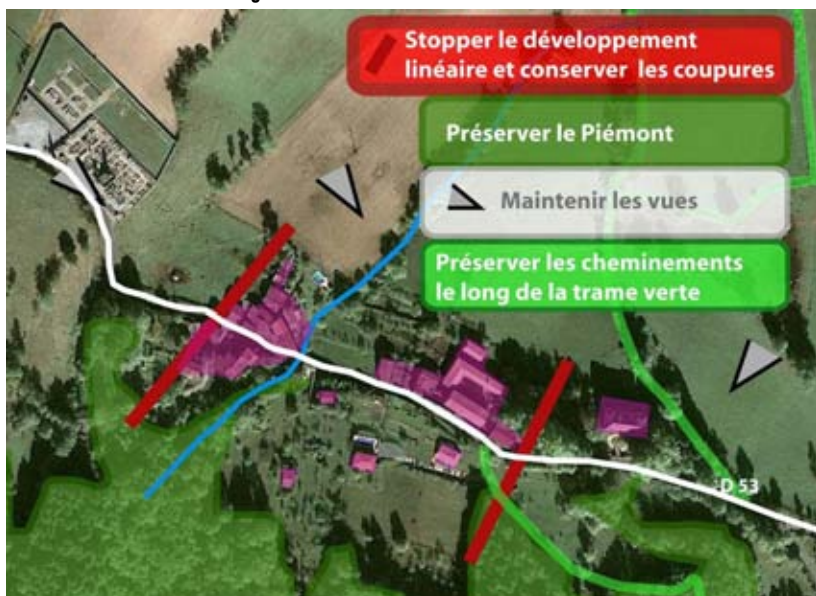 Stopper le développement
linéaire et conserver les coupures
Préserver le Piémont
Maintenir les vues
Préserver les cheminements
le long de la trame verte
D 53